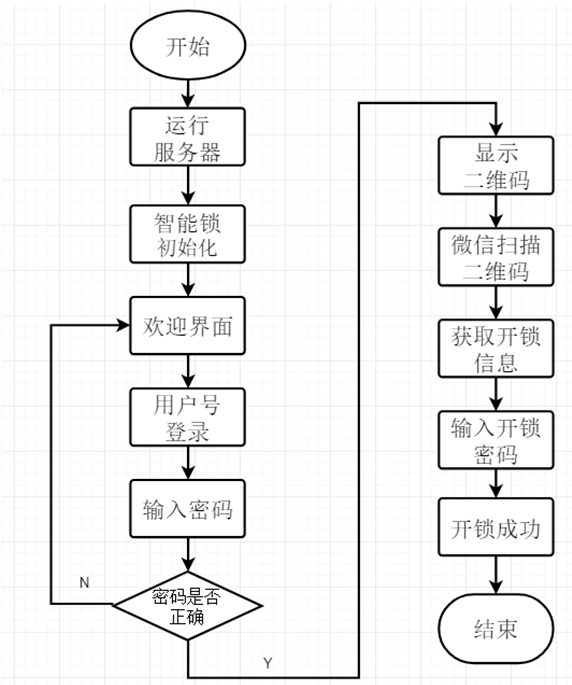 开始
运行
服务器
智能锁
初始化
欢迎界面
用户号
登录
输入密码
密码是否
正确
N
Y
显示
二维码
微信扫描
二维码
获取开锁
信息
输入开锁
密码
开锁成功
结束